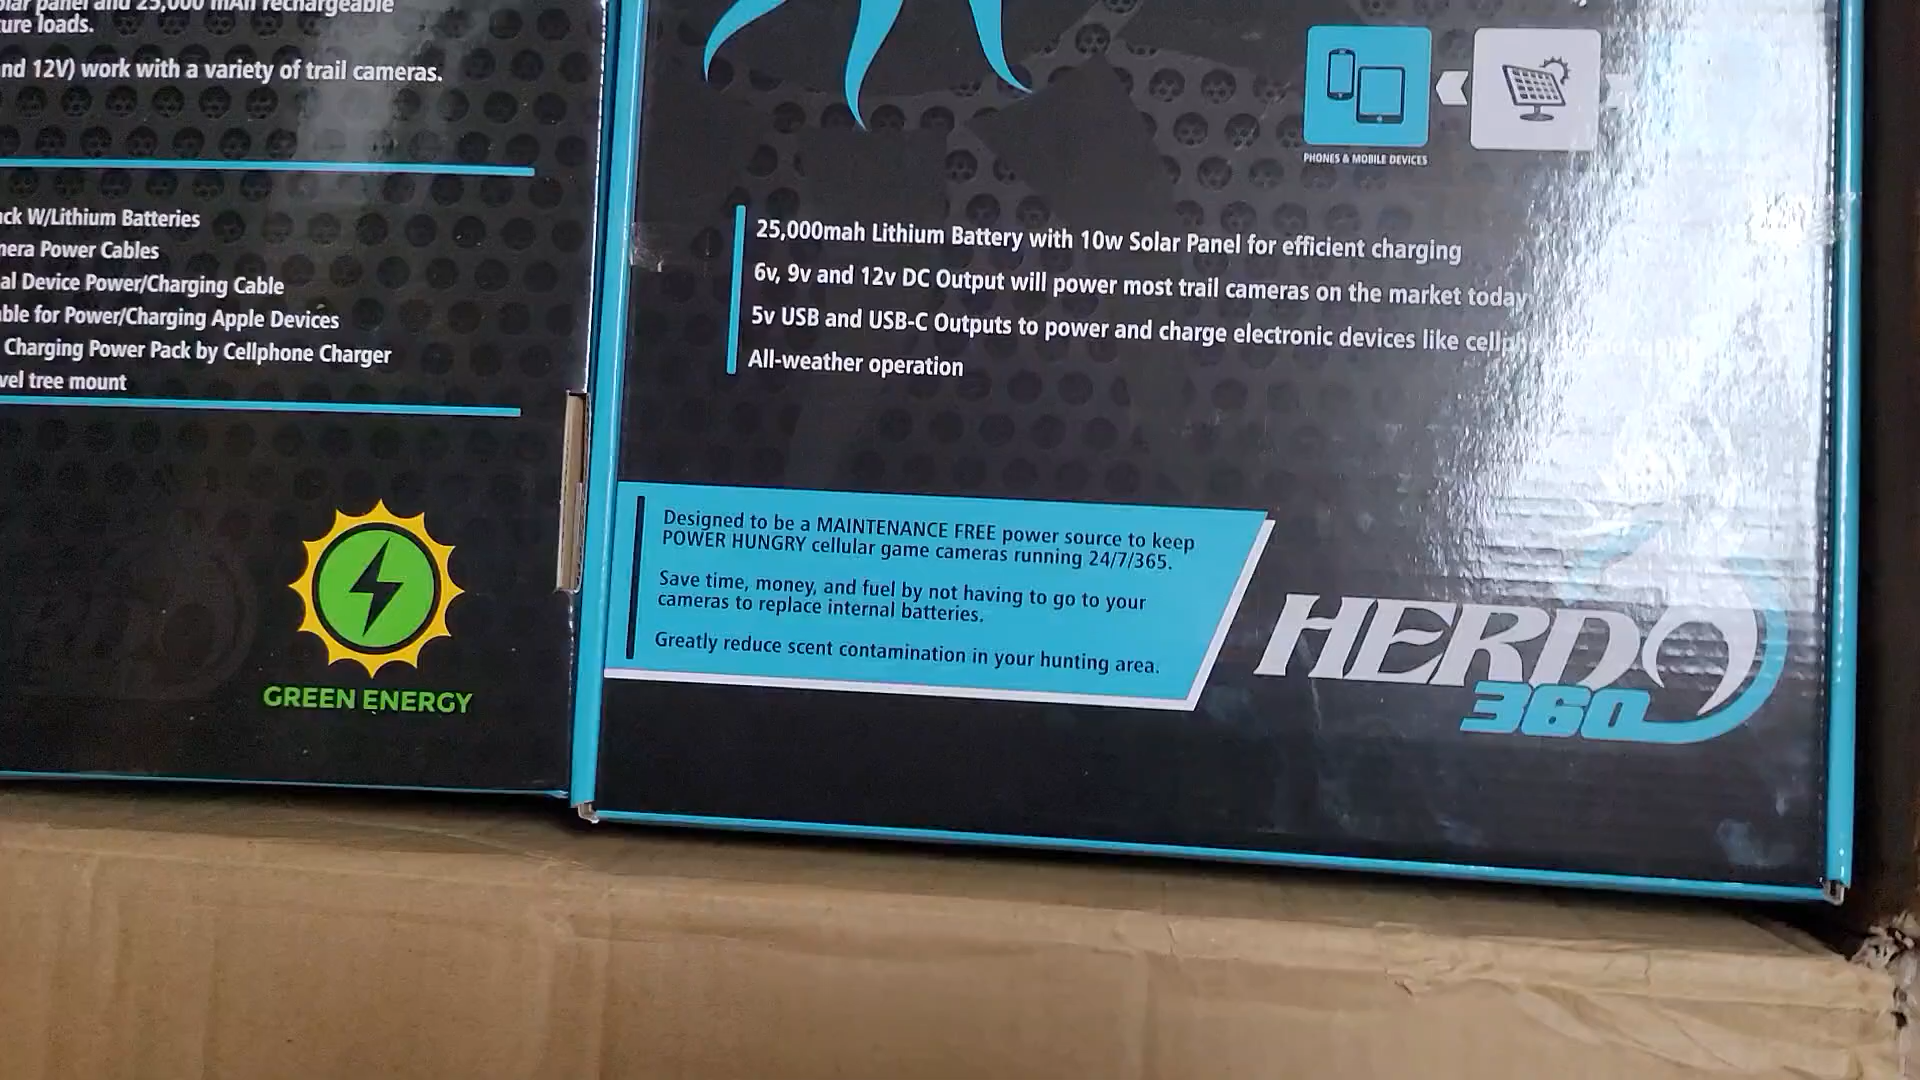 solar panel and 25,000 mAh rechargeable
ure loads.
nd 12V) work with a variety of trail cameras.
ack W/Lithium Batteries
mera Power Cables
al Device Power/Charging Cable
ble for Power/Charging Apple Devices
Charging Power Pack by Cellphone Charger
vel tree mount
GREEN ENERGY
PHONES & MOBILE DEVICES
25,000mah Lithium Battery with 10w Solar Panel for efficient charging
6v, 9v and 12v DC Output will power most trail cameras on the market today
5v USB and USB-C Outputs to power and charge electronic devices like
All-weather operation
Designed to be a MAINTENANCE FREE power source to keep
POWER HUNGRY cellular game cameras running 24/7/365.
Save time, money, and fuel by not having to go to your
cameras to replace internal batteries.
Greatly reduce scent contamination in your hunting area.
HERD
360